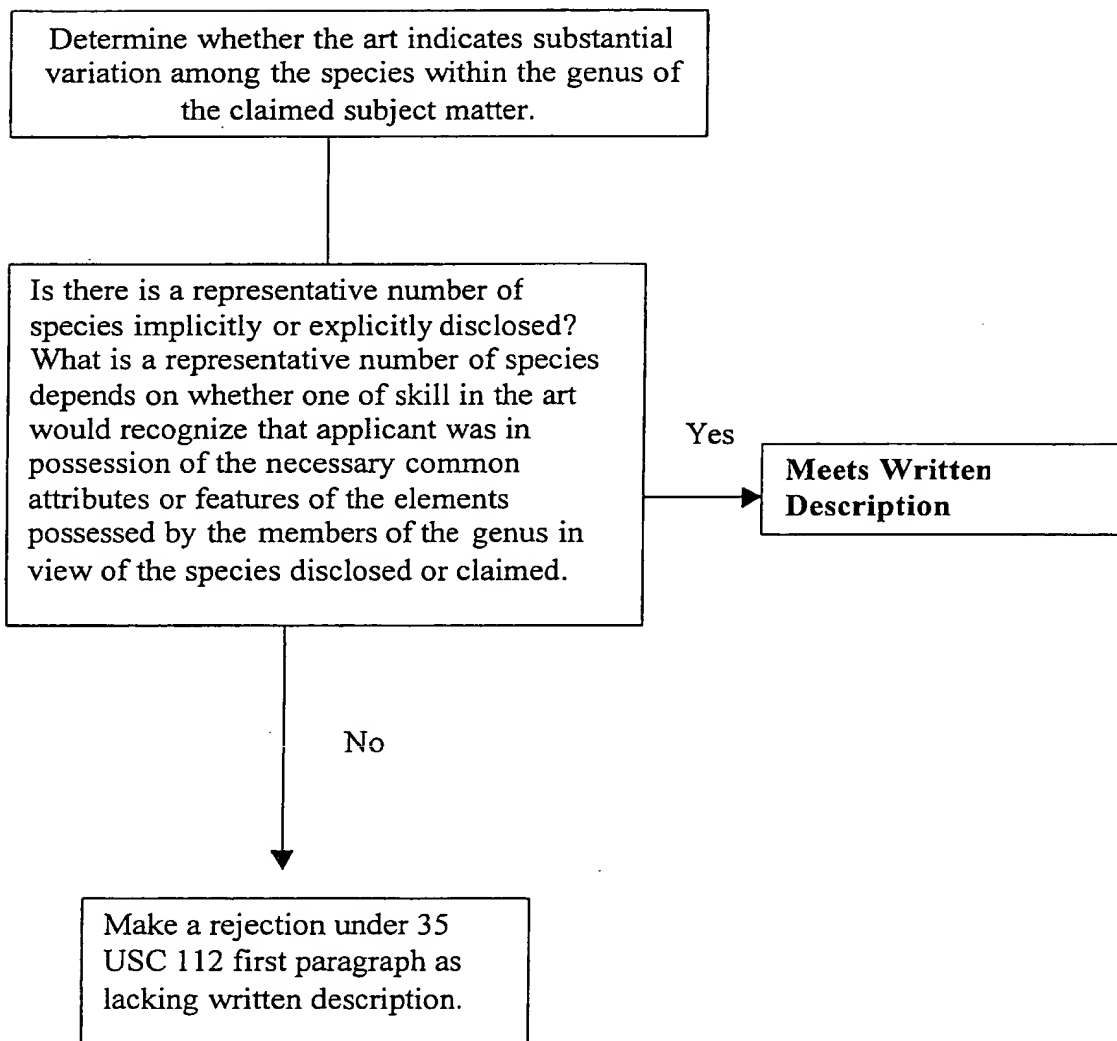 Determine whether the art indicates substantial
variation among the species within the genus of
the claimed subject matter.
Is there is a representative number of
species implicitly or explicitly disclosed?
What is a representative number of species
depends on whether one of skill in the art
would recognize that applicant was in
possession of the necessary common
attributes or features of the elements
possessed by the members of the genus in
view of the species disclosed or claimed.
Yes
Meets Written
Description
No
Make a rejection under 35
USC 112 first paragraph as
lacking written description.